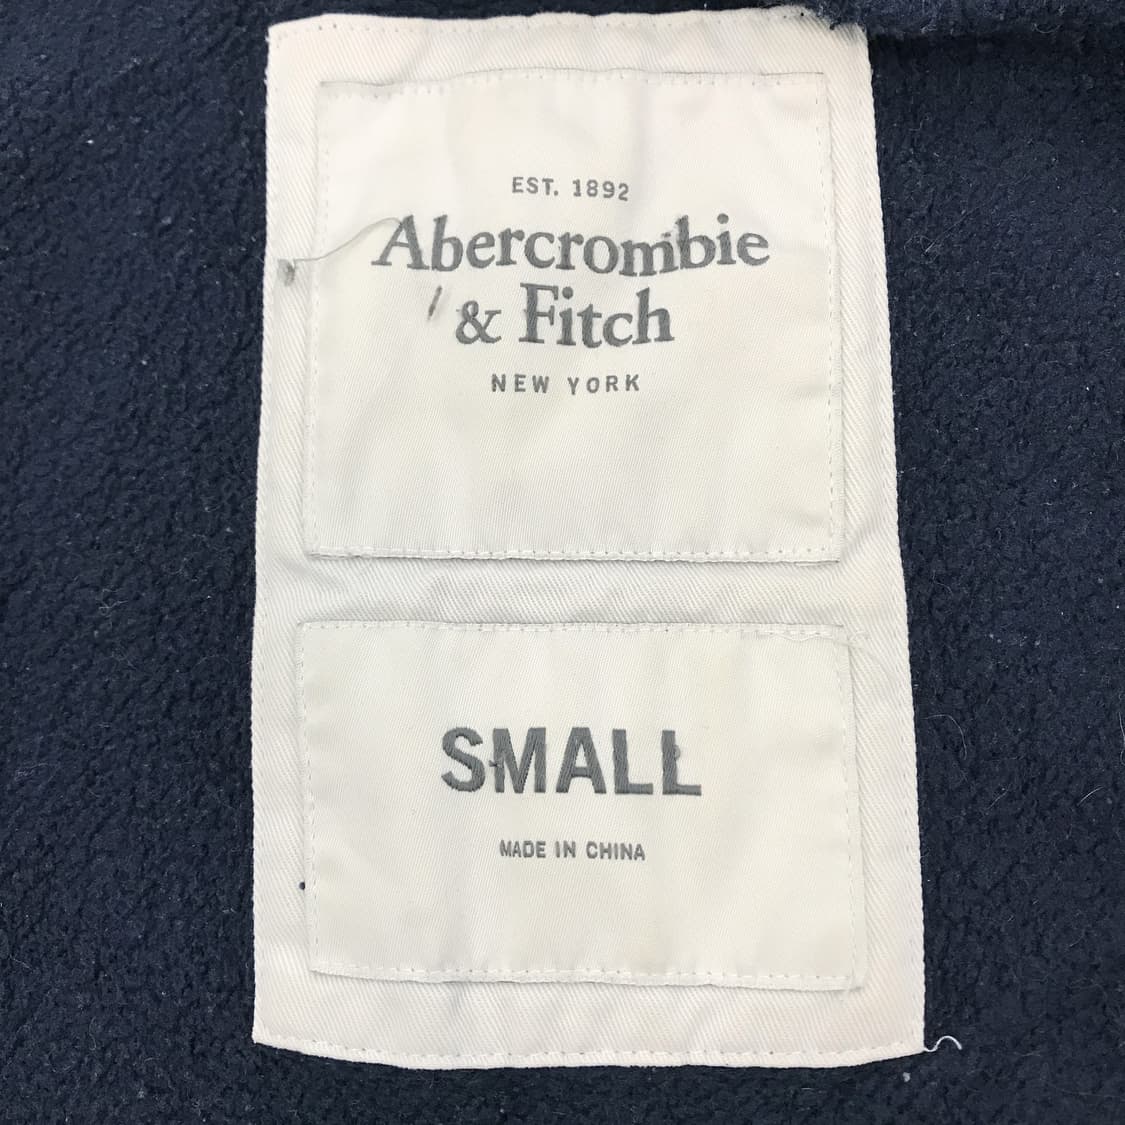 EST. 1892
Abercrombie
& Fitch
NEW YORK
SMALL
MADE IN CHINA